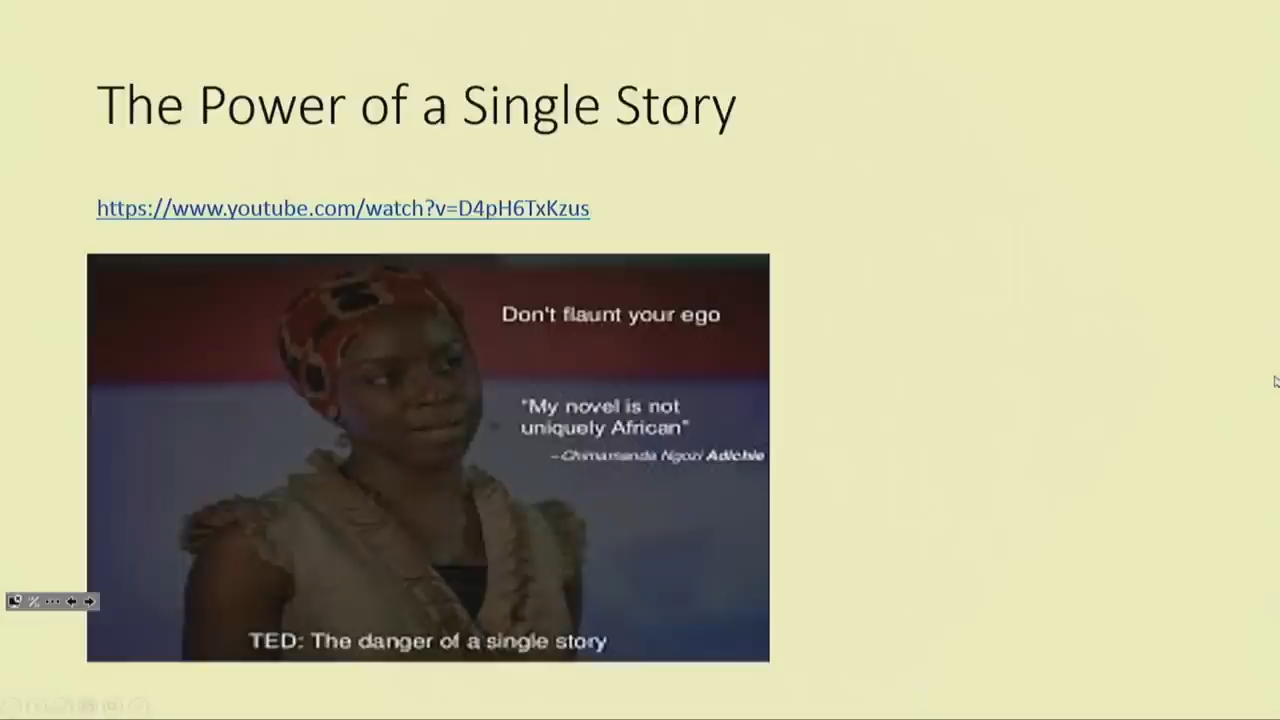 The Power of a Single Story
https://www.youtube.com/watch?v=D4pH6TxKzus
Don't flaunt your ego
"My novel is not
uniquely African"
–Chimamanda Ngozi Adichie
TED: The danger of a single story